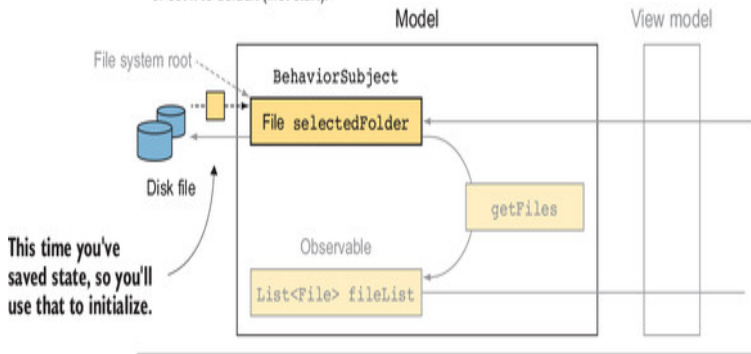 Model
View model
File system root
BehaviorSubject
File selectedFolder
Disk file
getFiles
This time you've
saved state, so you'll
use that to initialize.
Observable
List<File> fileList